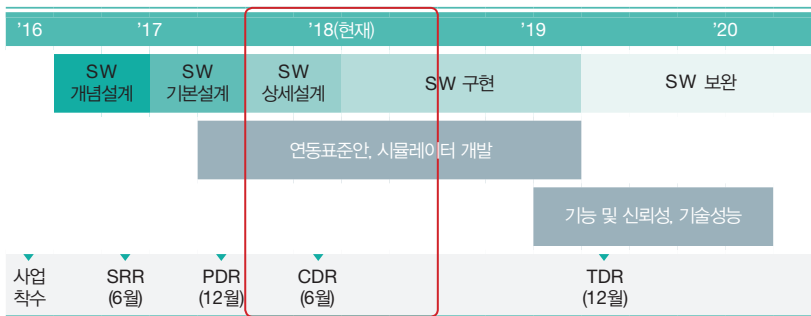 ’16 ’17 ’18(현재) ’19 ’20
SW SW SW
개념설계 기본설계 상세설계 SW 구현 SW 보완
연동표준안, 시뮬레이터 개발
기능 및 신뢰성, 기술성능
사업 SRR PDR CDR TDR
착수 (6월) (12월) (6월) (12월)